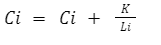 Ci = Ci + K/Li